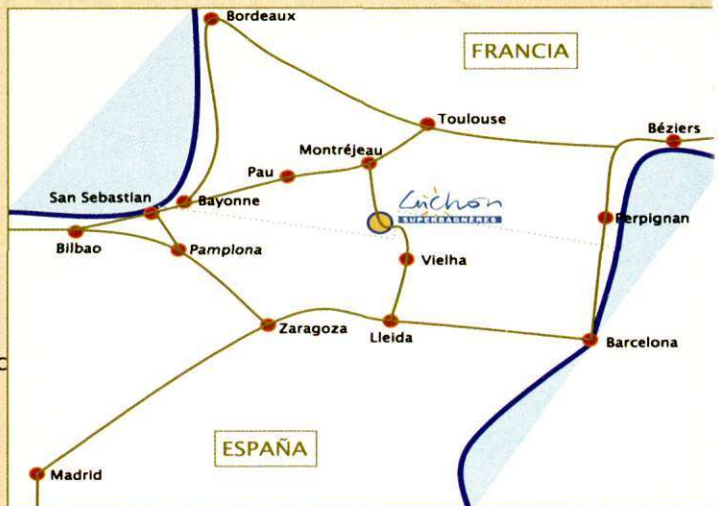 Bordeaux
FRANCIA
Toulouse
Béziers
Montréjeau
Pau
San Sebastian
Bayonne
Luchon
SUPERBAGNÈRES
Perpignan
Bilbao
Pamplona
Vielha
Zaragoza
Lleida
Barcelona
ESPAÑA
Madrid